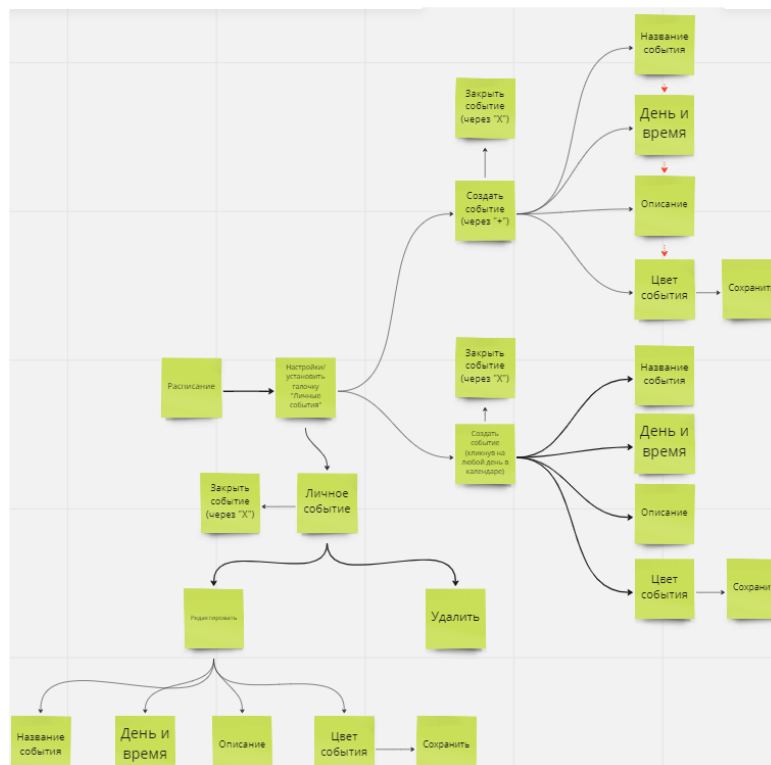 Название
события
Закрыть
событие
(через "X")
День и
время
Создать
событие
(через "+")
Описание
Цвет
события
Сохранить
Расписание
Настройки/
установить
галочку
"Личные
события"
Закрыть
событие
(через "X")
Название
события
Создать
событие
(кликнув на
любой день в
календаре)
День и
время
Закрыть
событие
(через "X")
Личное
событие
Описание
Цвет
события
Сохранить
Редактировать
Удалить
Название
события
День и
время
Описание
Цвет
события
Сохранить